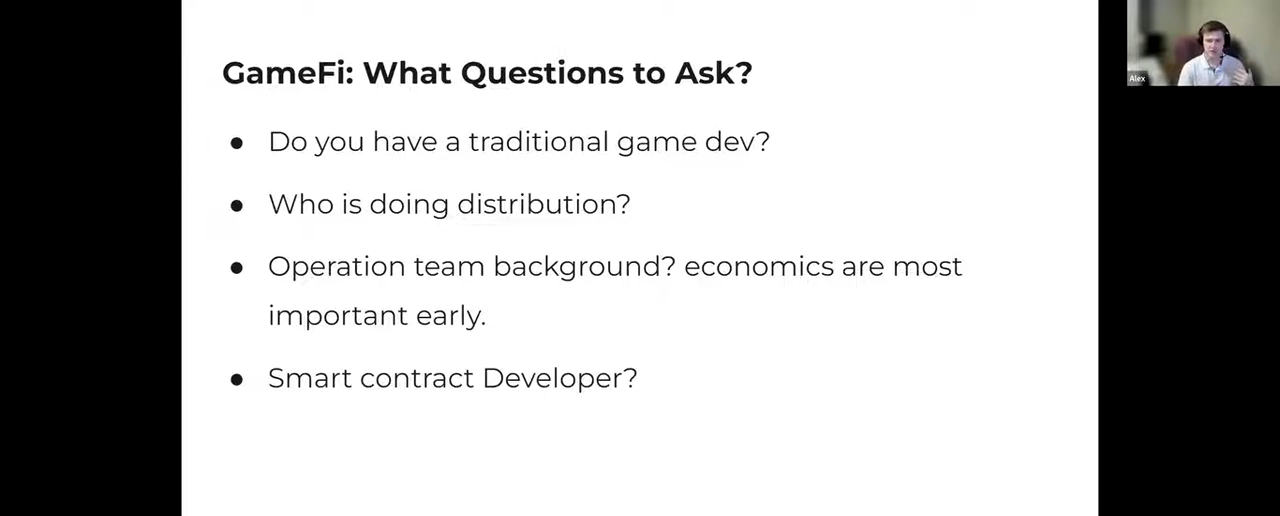 GameFi: What Questions to Ask?
● Do you have a traditional game dev?
● Who is doing distribution?
● Operation team background? economics are most
important early.
● Smart contract Developer?
Alex